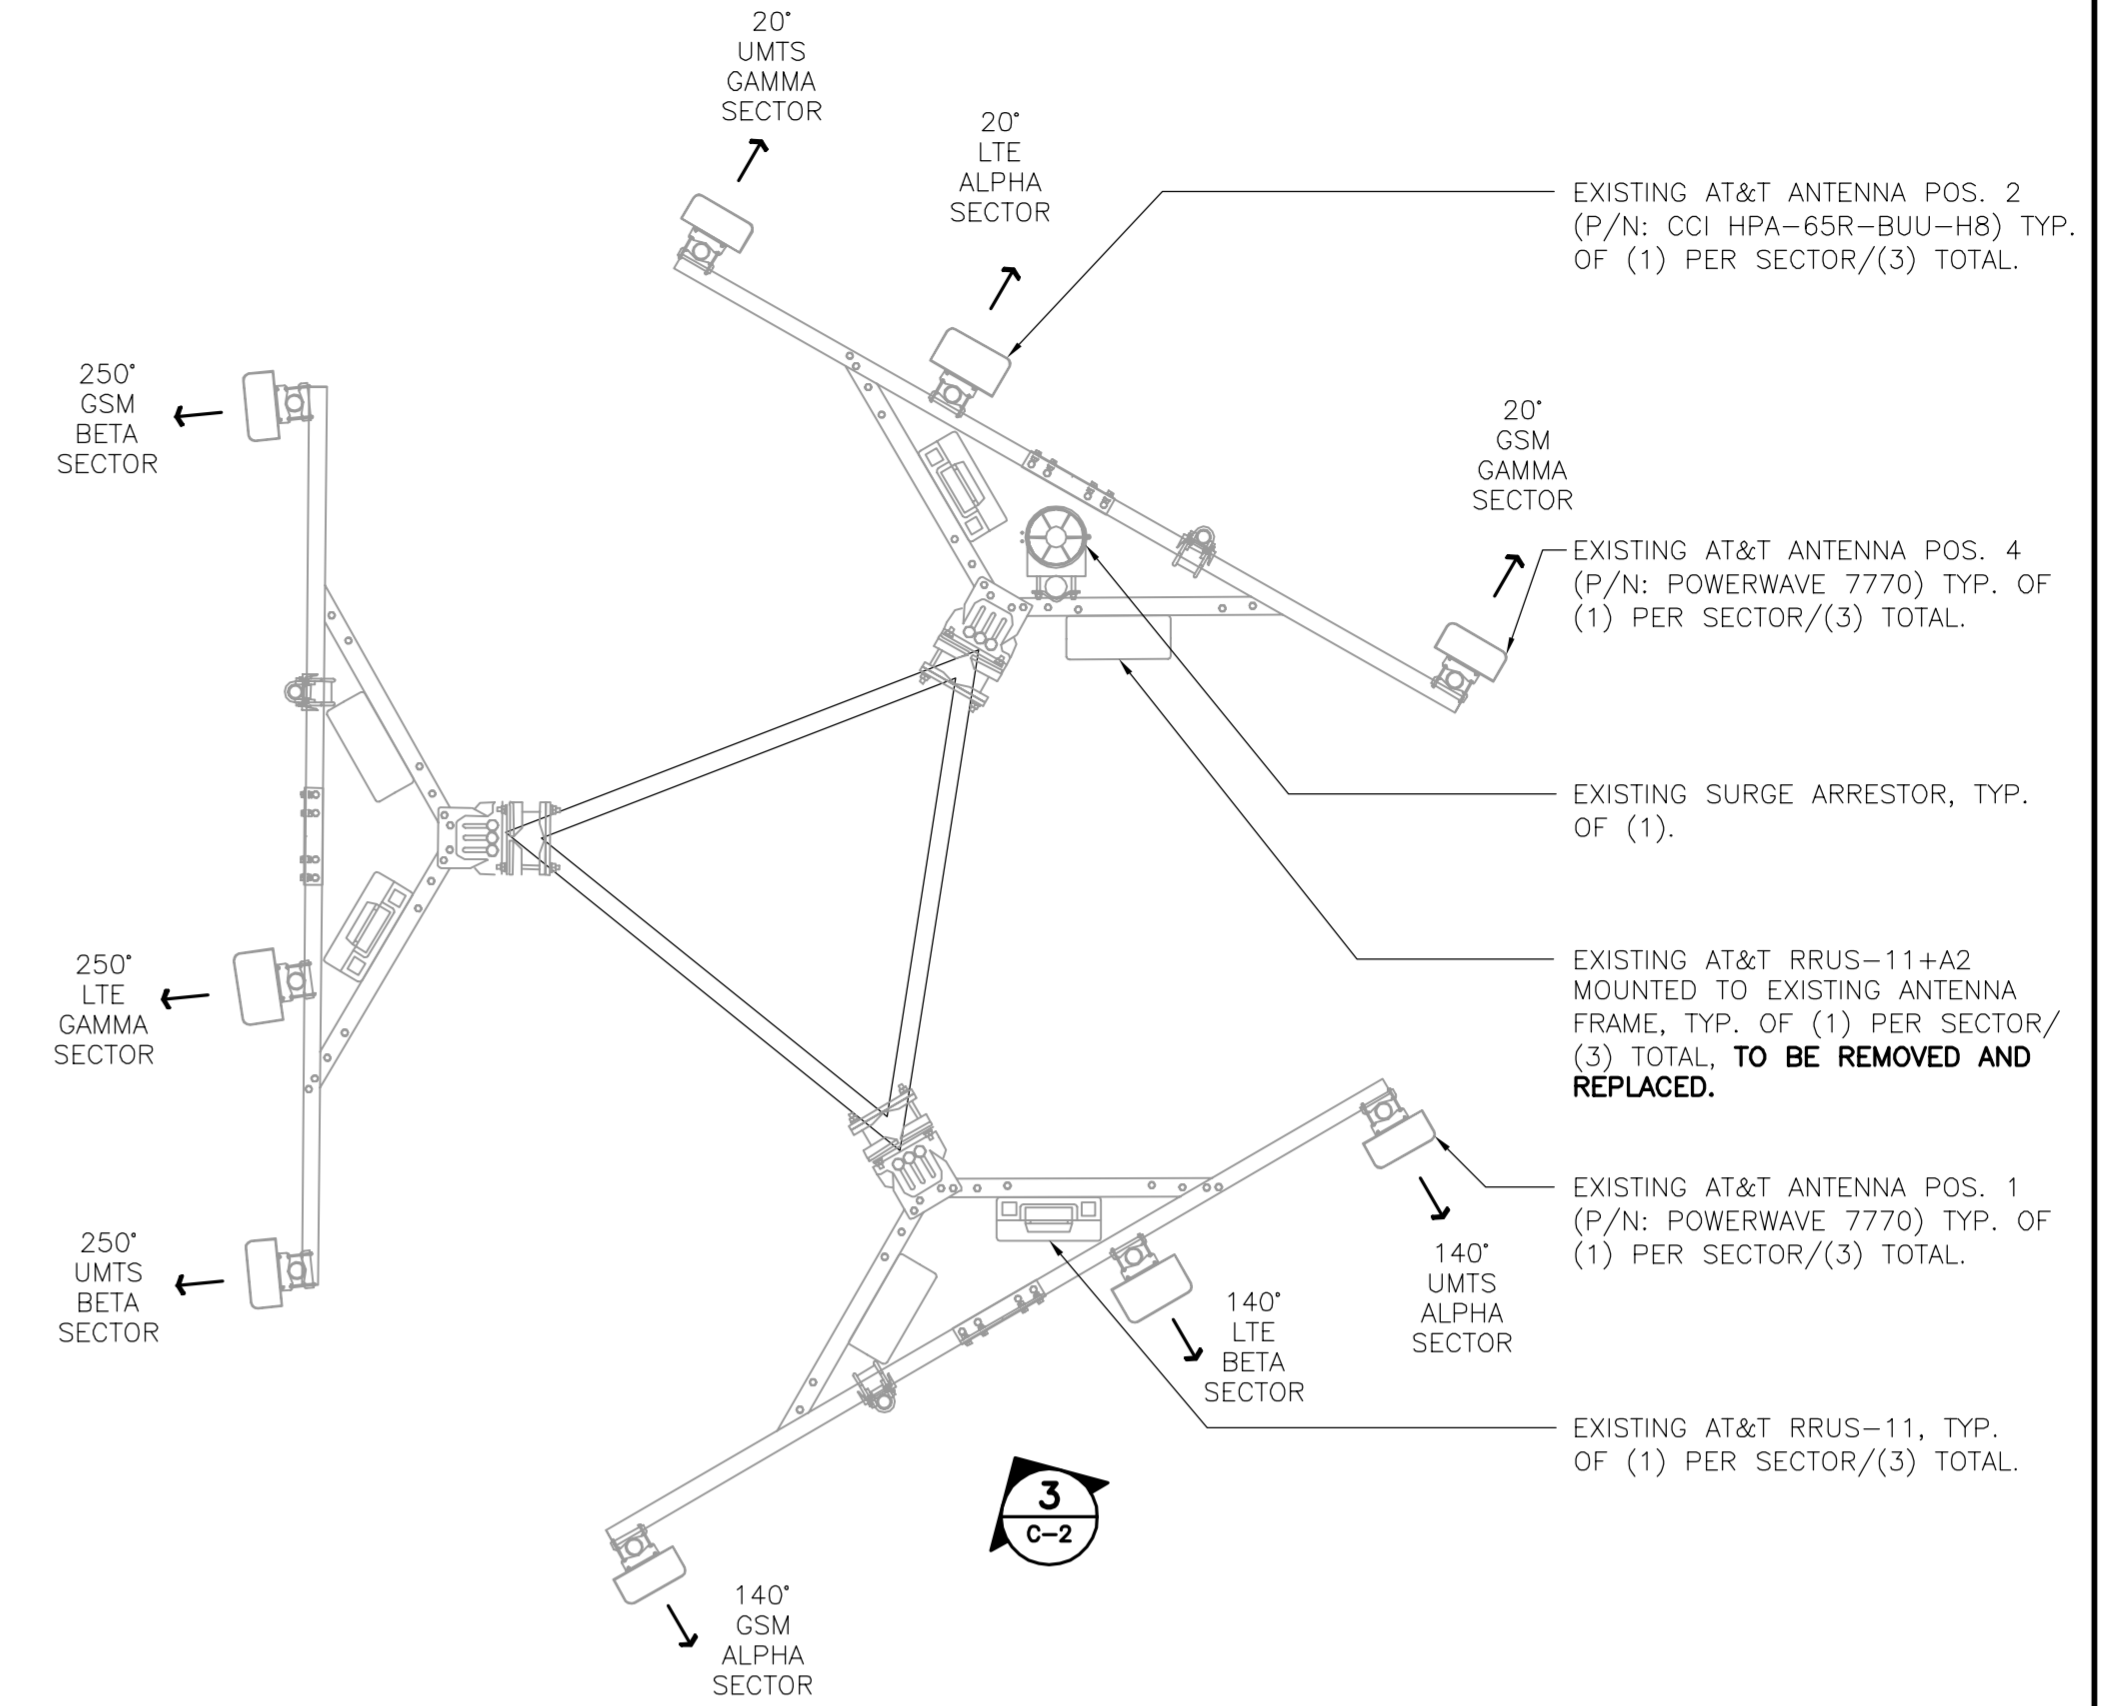 20°
UMTS
GAMMA
SECTOR
20°
LTE
ALPHA
SECTOR
EXISTING AT&T ANTENNA POS. 2
(P/N: CCI HPA-65R-BUU-H8) TYP.
OF (1) PER SECTOR/(3) TOTAL.
250°
GSM
BETA
SECTOR
20°
GSM
GAMMA
SECTOR
EXISTING AT&T ANTENNA POS. 4
(P/N: POWERWAVE 7770) TYP. OF
(1) PER SECTOR/(3) TOTAL.
EXISTING SURGE ARRESTOR, TYP.
OF (1).
250°
LTE
GAMMA
SECTOR
EXISTING AT&T RRUS-11+A2
MOUNTED TO EXISTING ANTENNA
FRAME, TYP. OF (1) PER SECTOR/
(3) TOTAL, TO BE REMOVED AND
REPLACED.
EXISTING AT&T ANTENNA POS. 1
(P/N: POWERWAVE 7770) TYP. OF
(1) PER SECTOR/(3) TOTAL.
250°
UMTS
BETA
SECTOR
140°
UMTS
ALPHA
SECTOR
140°
LTE
BETA
SECTOR
EXISTING AT&T RRUS-11, TYP.
OF (1) PER SECTOR/(3) TOTAL.
3
C-2
140°
GSM
ALPHA
SECTOR